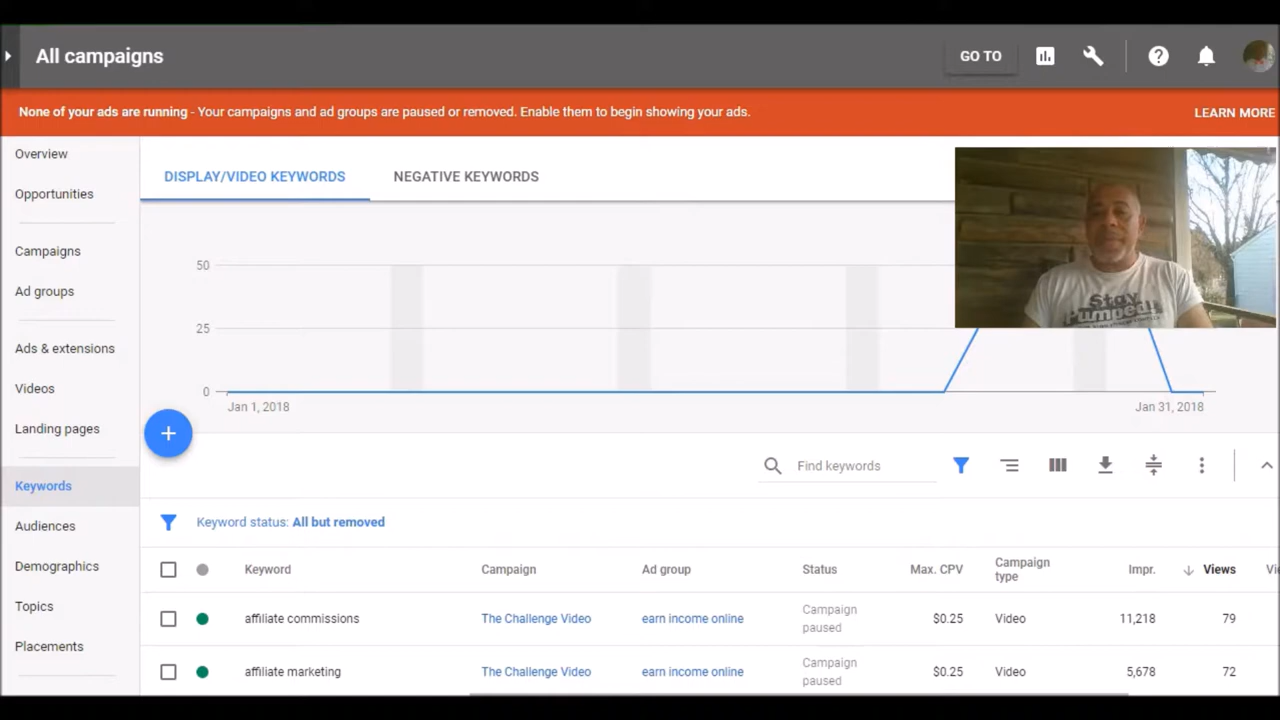 All campaigns
GO TO
None of your ads are running - Your campaigns and ad groups are paused or removed. Enable them to begin showing your ads.
LEARN MORE
Overview
Opportunities
Campaigns
Ad groups
Ads & extensions
Videos
Landing pages
Keywords
Audiences
Demographics
Topics
Placements
DISPLAY/VIDEO KEYWORDS
NEGATIVE KEYWORDS
Stay
Pumped
50
25
0
Jan 1, 2018
Jan 31, 2018
Find keywords
Keyword status: All but removed
Keyword
Campaign
Ad group
Status
Max. CPV
Campaign
type
Impr.
Views
affiliate commissions
The Challenge Video
earn income online
Campaign
paused
$0.25
Video
11,218
79
affiliate marketing
The Challenge Video
earn income online
Campaign
paused
$0.25
Video
5,678
72